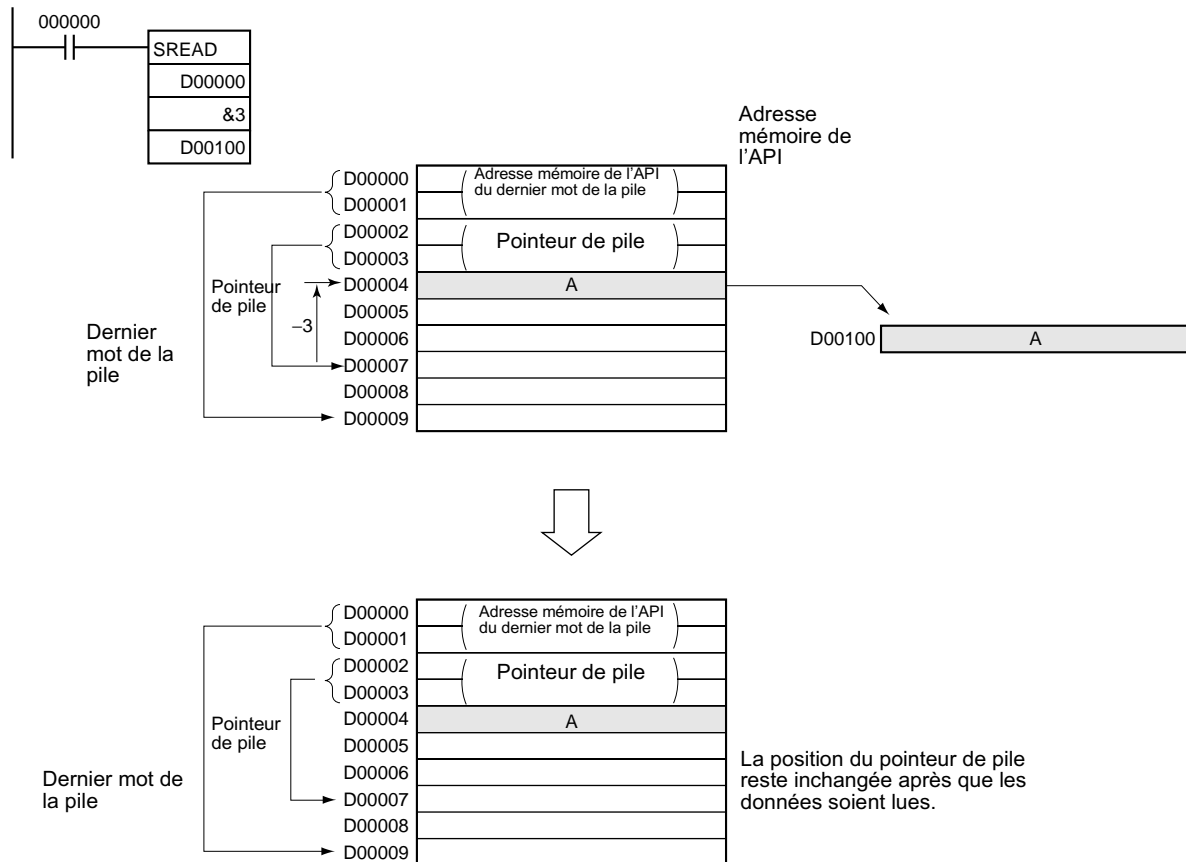 000000
SREAD
D00000
&3
D00100
Adresse
mémoire de
l'API
D00000
D00001
D00002
D00003
D00004
D00005
D00006
D00007
D00008
D00009
Adresse mémoire de l'API
du dernier mot de la pile
Pointeur de pile
A
Pointeur
de pile
–3
Dernier
mot de la
pile
D00100
A
D00000
D00001
D00002
D00003
D00004
D00005
D00006
D00007
D00008
D00009
Adresse mémoire de l'API
du dernier mot de la pile
Pointeur de pile
A
Pointeur
de pile
Dernier mot de
la pile
La position du pointeur de pile
reste inchangée après que les
données soient lues.